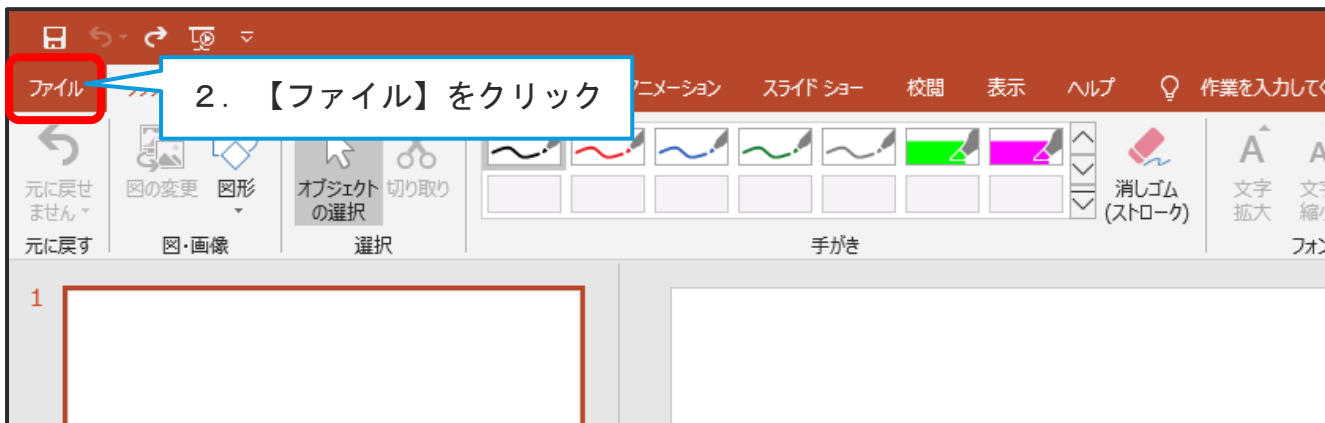 ファイル
2．【ファイル】をクリック
ニメーション
スライド ショー
校閲
表示
ヘルプ
作業を入力してく
元に戻せ
ません
図の変更
図形
オブジェクト
の選択
切り取り
消しゴム
(ストローク)
A
文字
拡大
A
文字
縮小
元に戻す
図・画像
選択
手がき
フォン
1